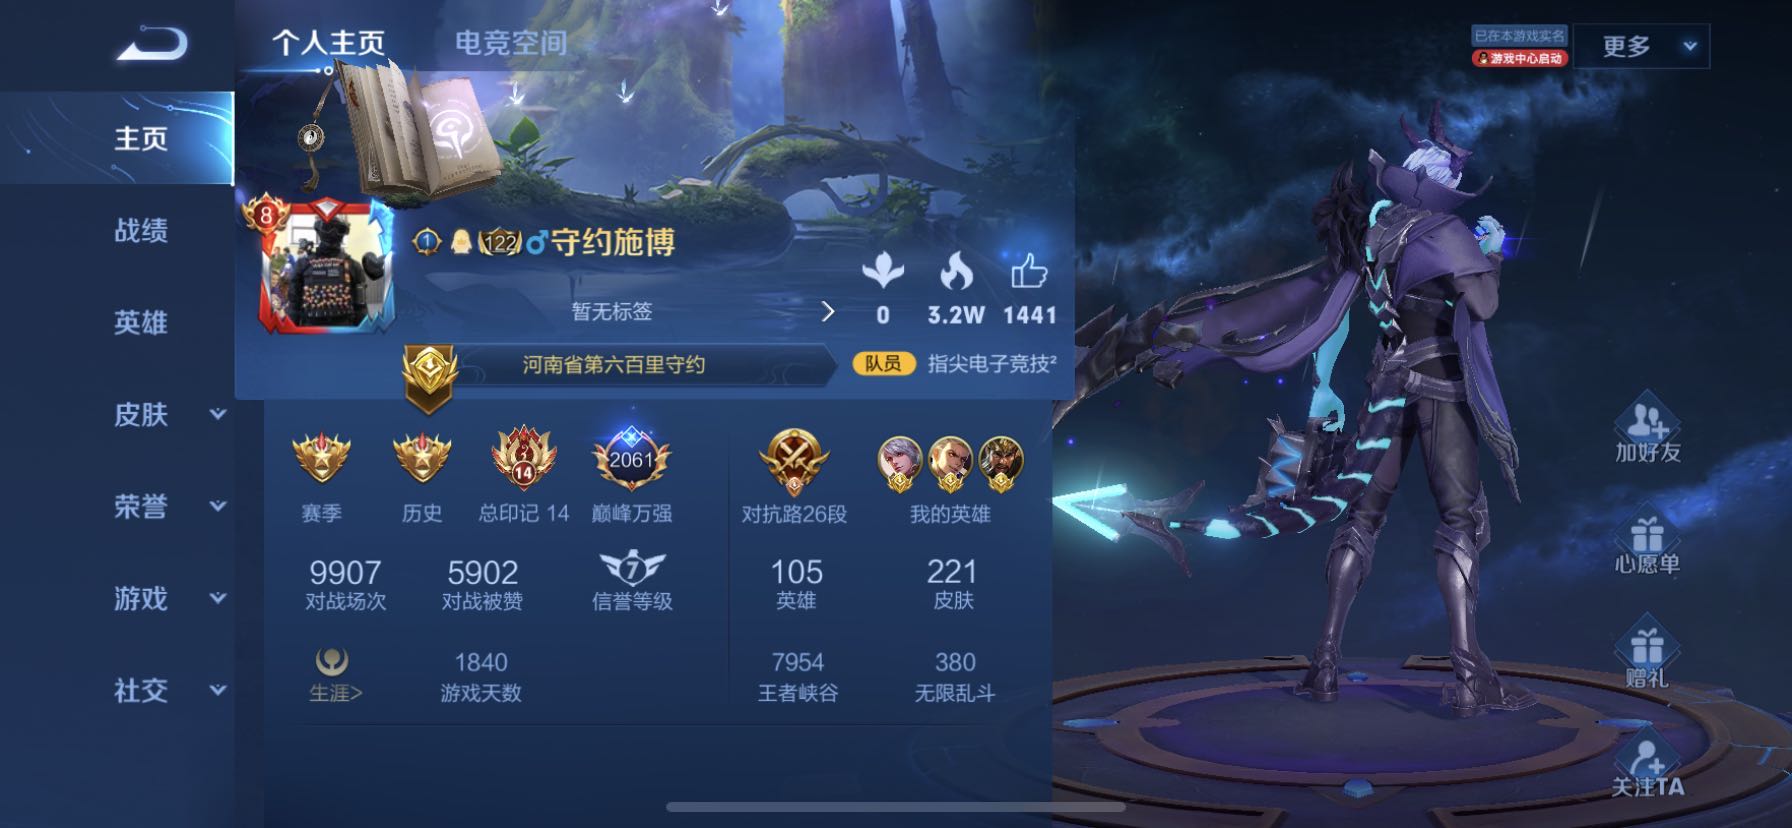 个人主页
电竞空间
已在本游戏实名
游戏中心启动
更多
主页
战绩
英雄
皮肤
荣誉
游戏
社交
8
1
122
守约施博
暂无标签
0
3.2W
1441
河南省第六百里守约
队员
指尖电子竞技²
14
2061
赛季
历史
总印记 14
巅峰万强
对抗路26段
我的英雄
9907
对战场次
5902
对战被赞
7
信誉等级
105
英雄
221
皮肤
生涯>
1840
游戏天数
7954
王者峡谷
380
无限乱斗
加好友
心愿单
赠礼
关注TA